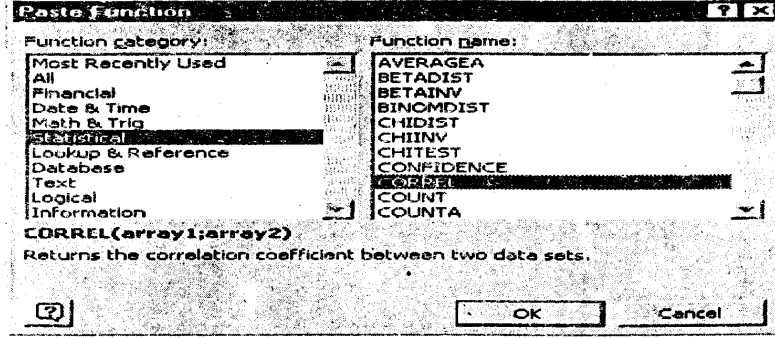 Paste Function
Function category:
Most Recently Used
All
Financial
Date & Time
Math & Trig
Statistical
Lookup & Reference
Database
Text
Logical
Information
Function name:
AVERAGEA
BETADIST
BETAINV
BINOMDIST
CHIDIST
CHIINV
CHITEST
CONFIDENCE
CORREL
COUNT
COUNTA
CORREL(array1;array2)
Returns the correlation coefficient between two data sets.
OK
Cancel